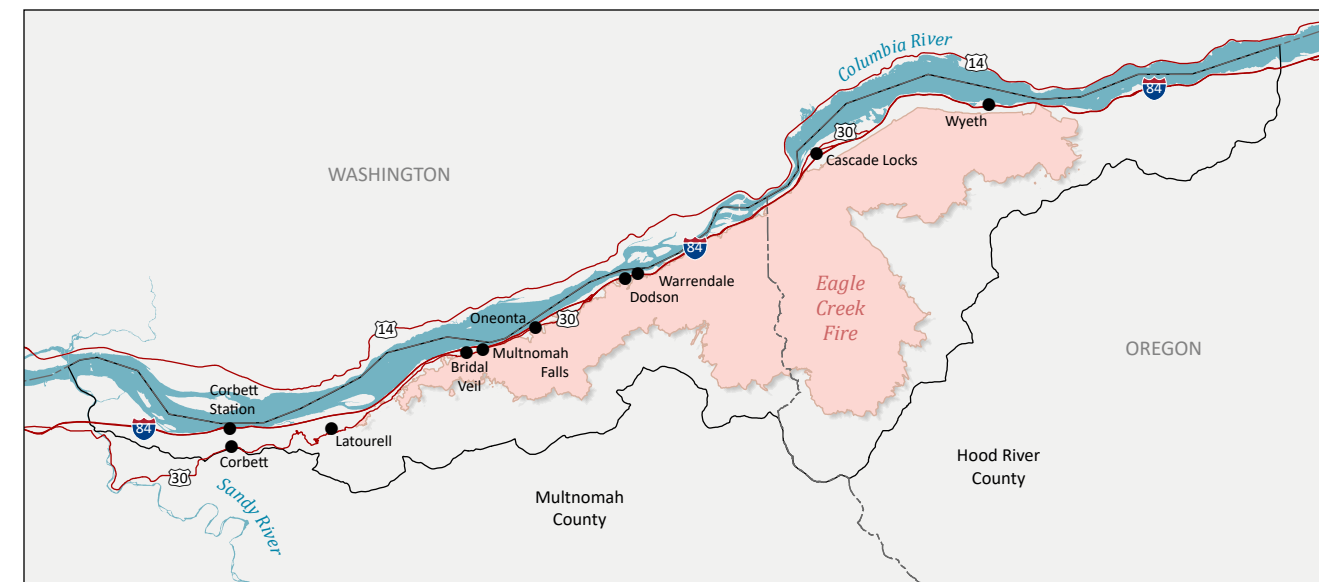 Columbia River
14
84
Wyeth
30
Cascade Locks
WASHINGTON
84
Warrendale
Dodson
Eagle
Creek
Fire
Oneonta
30
14
Multnomah
Falls
Bridal
Veil
OREGON
Corbett
Station
84
Latourell
Corbett
30
Sandy River
Hood River
County
Multnomah
County